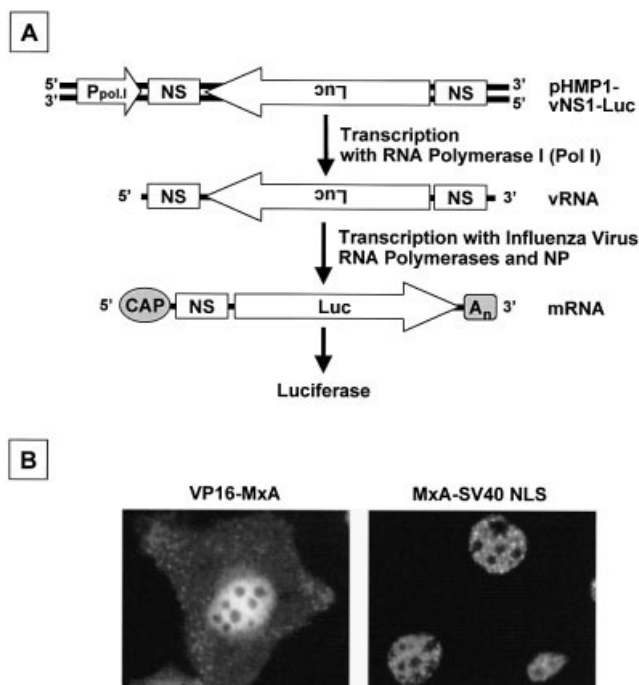 A
5' 3' Ppol.I NS Luc NS 3' 5' pHMP1-
vNS1-Luc
Transcription
with RNA Polymerase I (Pol I)
5' NS Luc NS 3' vRNA
Transcription with Influenza Virus
RNA Polymerases and NP
5' CAP NS Luc An 3' mRNA
Luciferase
B
VP16-MxA MxA-SV40 NLS